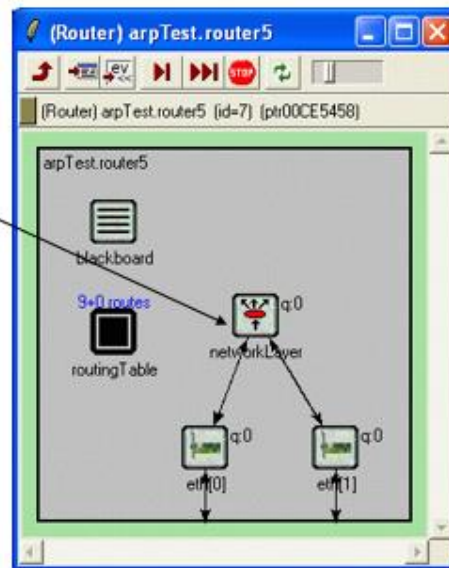 (Router) arpTest.router5
STOP
(Router) arpTest.router5 (id=7) (ptr00CE5458)
arpTest.router5
blackboard
9+0 routes
routingTable
q:0
networkLayer
q:0
eth[0]
q:0
eth[1]